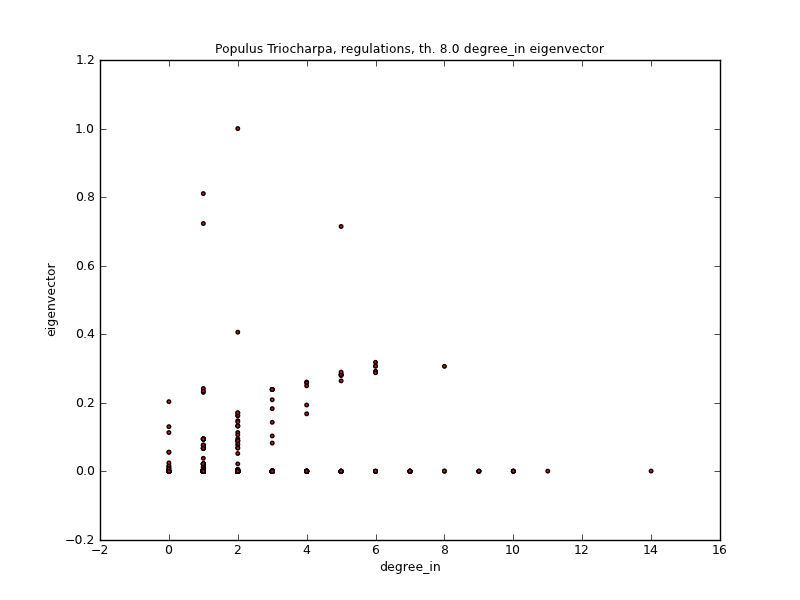 Populus Triocharpa, regulations, th. 8.0 degree_in eigenvector
1.2
1.0
0.8
0.6
0.4
0.2
0.0
−0.2
eigenvector
−2 0 2 4 6 8 10 12 14 16
degree_in